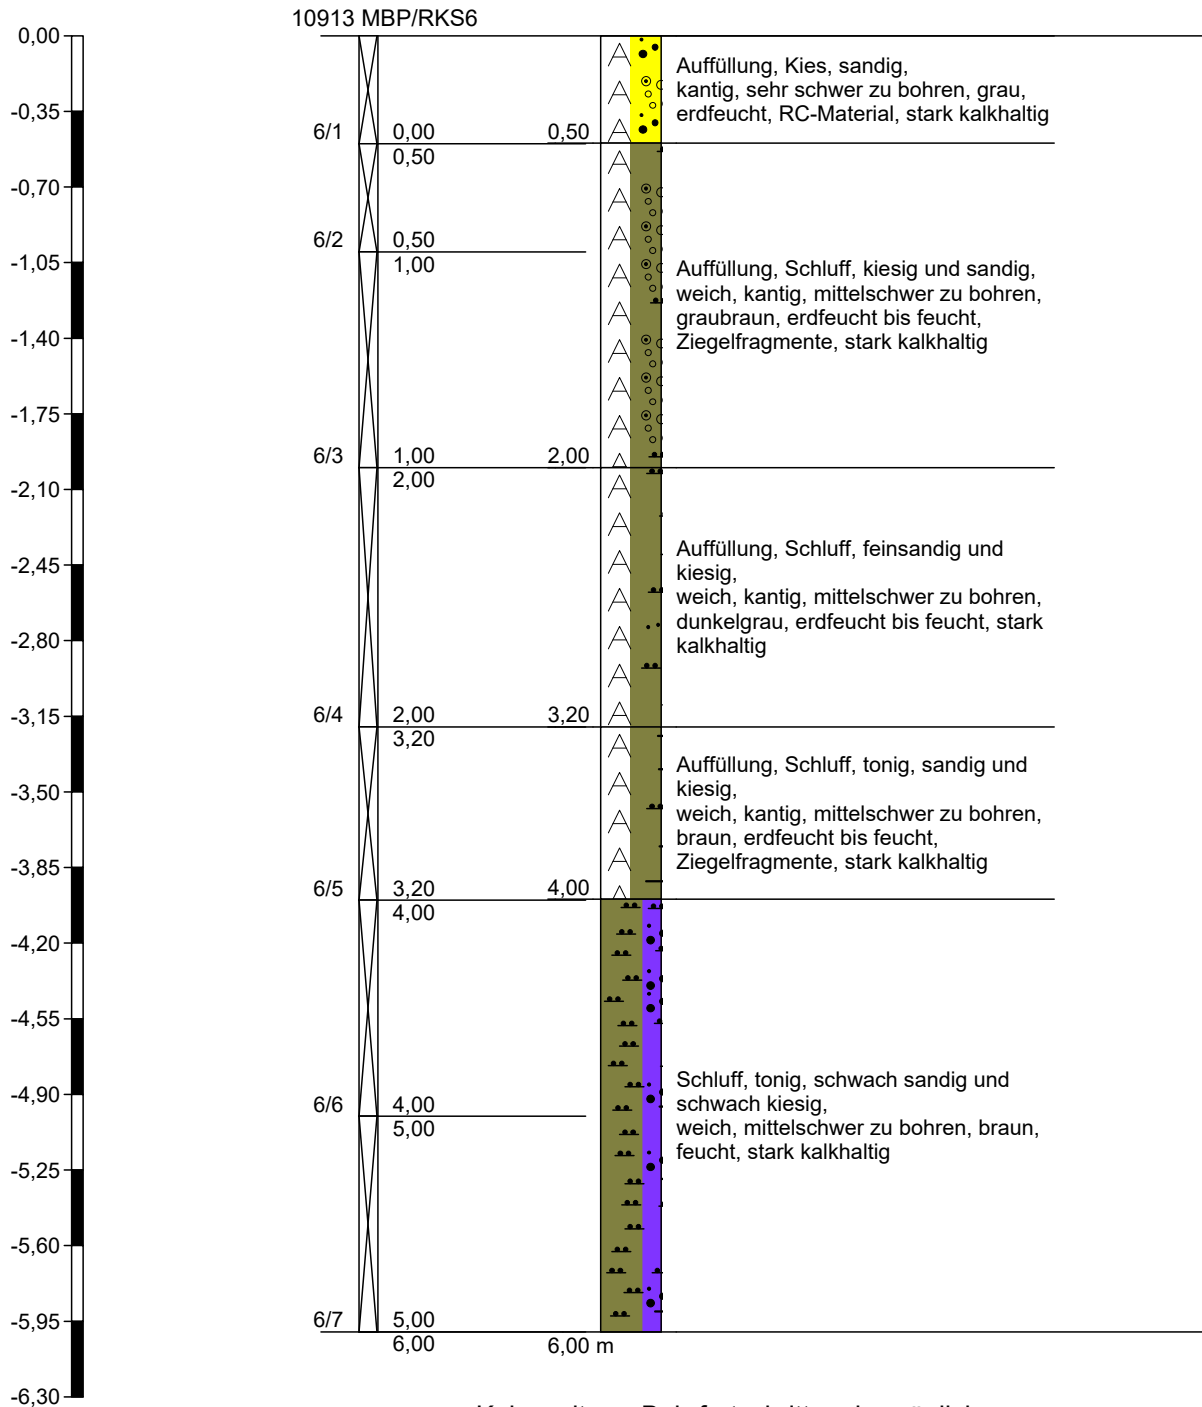 10913 MBP/RKS6
0,00
-0,35
-0,70
-1,05
-1,40
-1,75
-2,10
-2,45
-2,80
-3,15
-3,50
-3,85
-4,20
-4,55
-4,90
-5,25
-5,60
-5,95
-6,30
6/1 0,00 0,50
0,50
Auffüllung, Kies, sandig,
kantig, sehr schwer zu bohren, grau,
erdfeucht, RC-Material, stark kalkhaltig
6/2 0,50
1,00
Auffüllung, Schluff, kiesig und sandig,
weich, kantig, mittelschwer zu bohren,
graubraun, erdfeucht bis feucht,
Ziegelfragmente, stark kalkhaltig
6/3 1,00 2,00
2,00
Auffüllung, Schluff, feinsandig und
kiesig,
weich, kantig, mittelschwer zu bohren,
dunkelgrau, erdfeucht bis feucht, stark
kalkhaltig
6/4 2,00 3,20
3,20
Auffüllung, Schluff, tonig, sandig und
kiesig,
weich, kantig, mittelschwer zu bohren,
braun, erdfeucht bis feucht,
Ziegelfragmente, stark kalkhaltig
6/5 3,20 4,00
4,00
Schluff, tonig, schwach sandig und
schwach kiesig,
weich, mittelschwer zu bohren, braun,
feucht, stark kalkhaltig
6/6 4,00
5,00
6/7 5,00
6,00 6,00 m